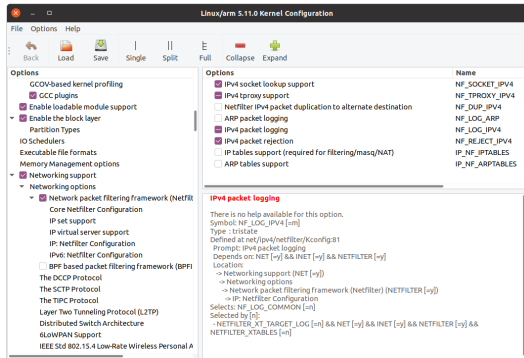 Linux/arm 5.11.0 Kernel Configuration
File Options Help
Back Load Save Single Split Full Collapse Expand
Options
GCOV-based kernel profiling
GCC plugins
Enable loadable module support
Enable the block layer
Partition Types
IO Schedulers
Executable file formats
Memory Management options
Networking support
Networking options
Network packet filtering framework (Netfilt
Core Netfilter Configuration
IP set support
IP virtual server support
IP: Netfilter Configuration
IPv6: Netfilter Configuration
BPF based packet filtering framework (BPFI
The DCCP Protocol
The SCTP Protocol
The TIPC Protocol
Layer Two Tunneling Protocol (L2TP)
Distributed Switch Architecture
6LoWPAN Support
IEEE Std 802.15.4 Low-Rate Wireless Personal A
Options Name
IPv4 socket lookup support NF_SOCKET_IPV4
IPv4 tproxy support NF_TPROXY_IPV4
Netfilter IPv4 packet duplication to alternate destination NF_DUP_IPV4
ARP packet logging NF_LOG_ARP
IPv4 packet logging NF_LOG_IPV4
IPv4 packet rejection NF_REJECT_IPV4
IP tables support (required for filtering/masq/NAT) IP_NF_IPTABLES
ARP tables support IP_NF_ARPTABLES
IPv4 packet logging
There is no help available for this option.
Symbol: NF_LOG_IPV4 [=m]
Type : tristate
Defined at net/ipv4/netfilter/Kconfig:81
Prompt: IPv4 packet logging
Depends on: NET [=y] && INET [=y] && NETFILTER [=y]
Location:
-> Networking support (NET [=y])
-> Networking options
-> Network packet filtering framework (Netfilter) (NETFILTER [=y])
-> IP: Netfilter Configuration
Selects: NF_LOG_COMMON [=n]
Selected by [n]:
- NETFILTER_XT_TARGET_LOG [=n] && NET [=y] && INET [=y] && NETFILTER [=y] &&
NETFILTER_XTABLES [=n]